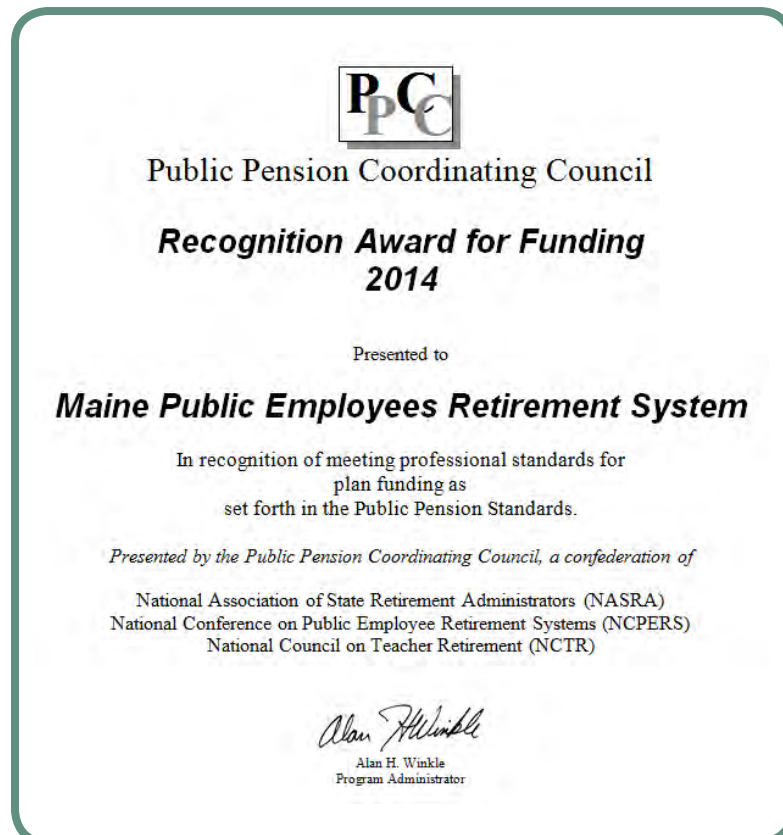 PPCC
Public Pension Coordinating Council
Recognition Award for Funding
2014
Presented to
Maine Public Employees Retirement System
In recognition of meeting professional standards for
plan funding as
set forth in the Public Pension Standards.
Presented by the Public Pension Coordinating Council, a confederation of
National Association of State Retirement Administrators (NASRA)
National Conference on Public Employee Retirement Systems (NCPERS)
National Council on Teacher Retirement (NCTR)
Alan H Winkle
Alan H. Winkle
Program Administrator